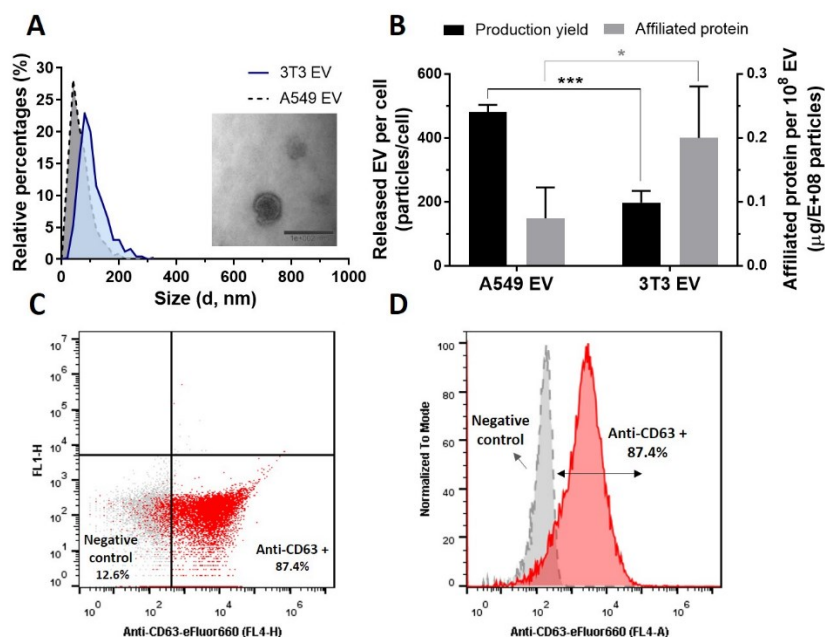 A
3T3 EV
A549 EV
Relative percentages (%)
30
25
20
15
10
5
0
0 200 400 600 800 1000
Size (d, nm)
B
Production yield
Affiliated protein
***
*
Released EV per cell
(particles/cell)
600
400
200
0
0.3
0.2
0.1
0.0
Affiliated protein per 10⁸ EV
(µg/E+08 particles)
A549 EV 3T3 EV
C
FL1-H
10⁷
10⁶
10⁵
10⁴
10³
10²
10¹
10⁰
Negative
control
12.6%
Anti-CD63 +
87.4%
10⁰ 10² 10⁴ 10⁶
Anti-CD63-eFluor660 (FL4-H)
D
Normalized To Mode
100
80
60
40
20
0
Negative
control
Anti-CD63 +
87.4%
10⁰ 10² 10⁴ 10⁶
Anti-CD63-eFluor660 (FL4-A)